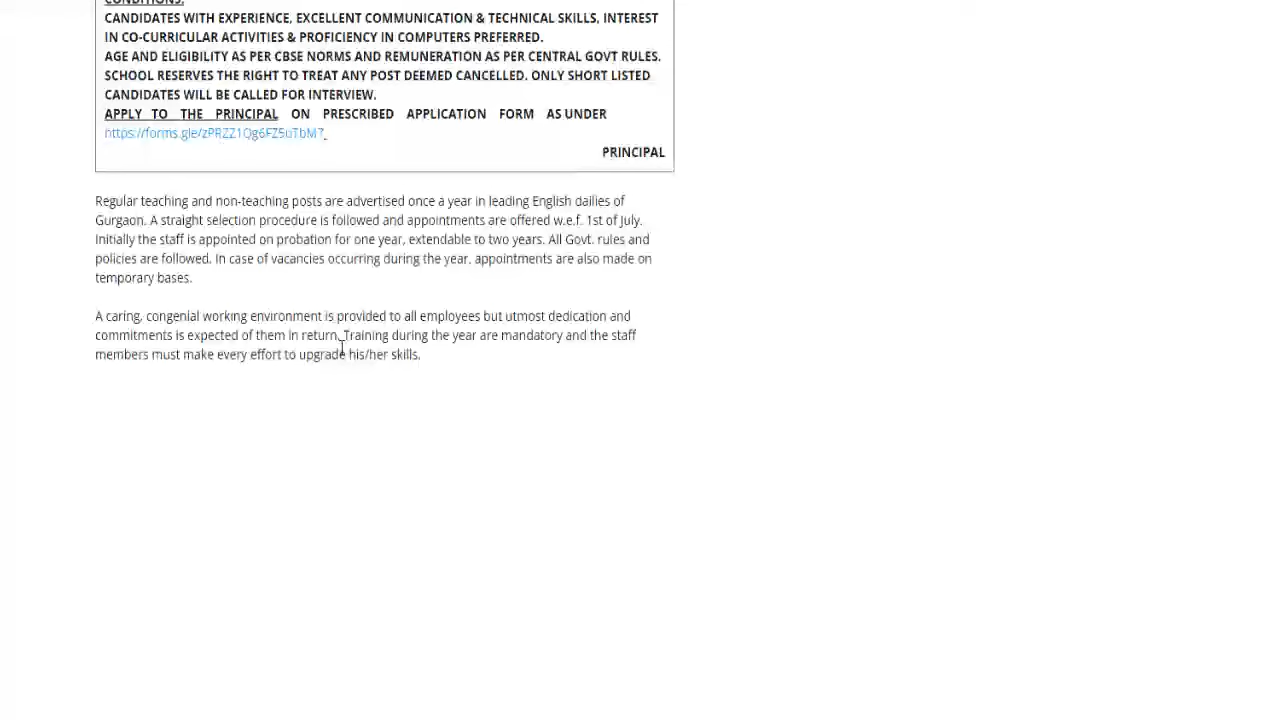 CONDITIONS:
CANDIDATES WITH EXPERIENCE, EXCELLENT COMMUNICATION & TECHNICAL SKILLS, INTEREST
IN CO-CURRICULAR ACTIVITIES & PROFICIENCY IN COMPUTERS PREFERRED.
AGE AND ELIGIBILITY AS PER CBSE NORMS AND REMUNERATION AS PER CENTRAL GOVT RULES.
SCHOOL RESERVES THE RIGHT TO TREAT ANY POST DEEMED CANCELLED. ONLY SHORT LISTED
CANDIDATES WILL BE CALLED FOR INTERVIEW.
APPLY TO THE PRINCIPAL ON PRESCRIBED APPLICATION FORM AS UNDER
https://forms.gle/zPRZZ1Qg6FZ5uTbM7
PRINCIPAL
Regular teaching and non-teaching posts are advertised once a year in leading English dailies of
Gurgaon. A straight selection procedure is followed and appointments are offered w.e.f. 1st of July.
Initially the staff is appointed on probation for one year, extendable to two years. All Govt. rules and
policies are followed. In case of vacancies occurring during the year, appointments are also made on
temporary bases.
A caring, congenial working environment is provided to all employees but utmost dedication and
commitments is expected of them in return. Training during the year are mandatory and the staff
members must make every effort to upgrade his/her skills.